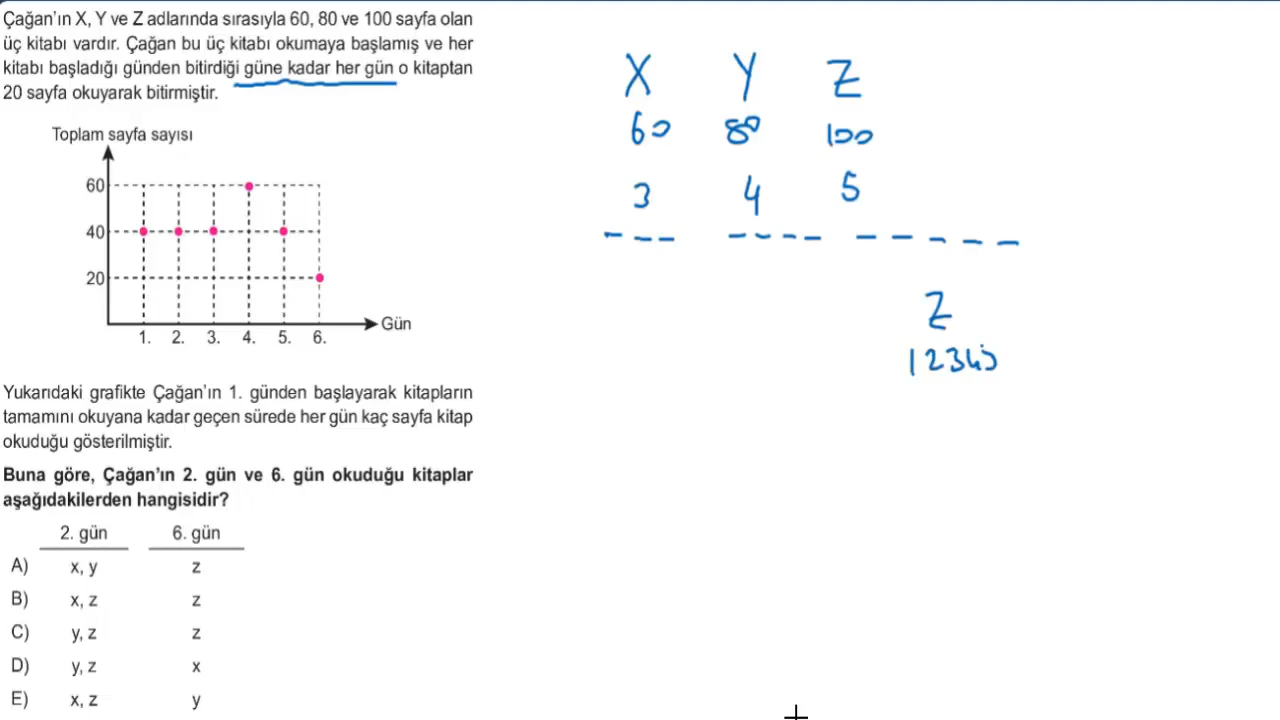 Çağan’ın X, Y ve Z adlarında sırasıyla 60, 80 ve 100 sayfa olan
üç kitabı vardır. Çağan bu üç kitabı okumaya başlamış ve her
kitabı başladığı günden bitirdiği güne kadar her gün o kitaptan
20 sayfa okuyarak bitirmiştir.
Toplam sayfa sayısı
60
40
20
Gün
1. 2. 3. 4. 5. 6.
Yukarıdaki grafikte Çağan’ın 1. günden başlayarak kitapların
tamamını okuyana kadar geçen sürede her gün kaç sayfa kitap
okuduğu gösterilmiştir.
Buna göre, Çağan’ın 2. gün ve 6. gün okuduğu kitaplar
aşağıdakilerden hangisidir?
2. gün 6. gün
A) x, y z
B) x, z z
C) y, z z
D) y, z x
E) x, z y
X Y Z
60 80 100
3 4 5
Z
12345